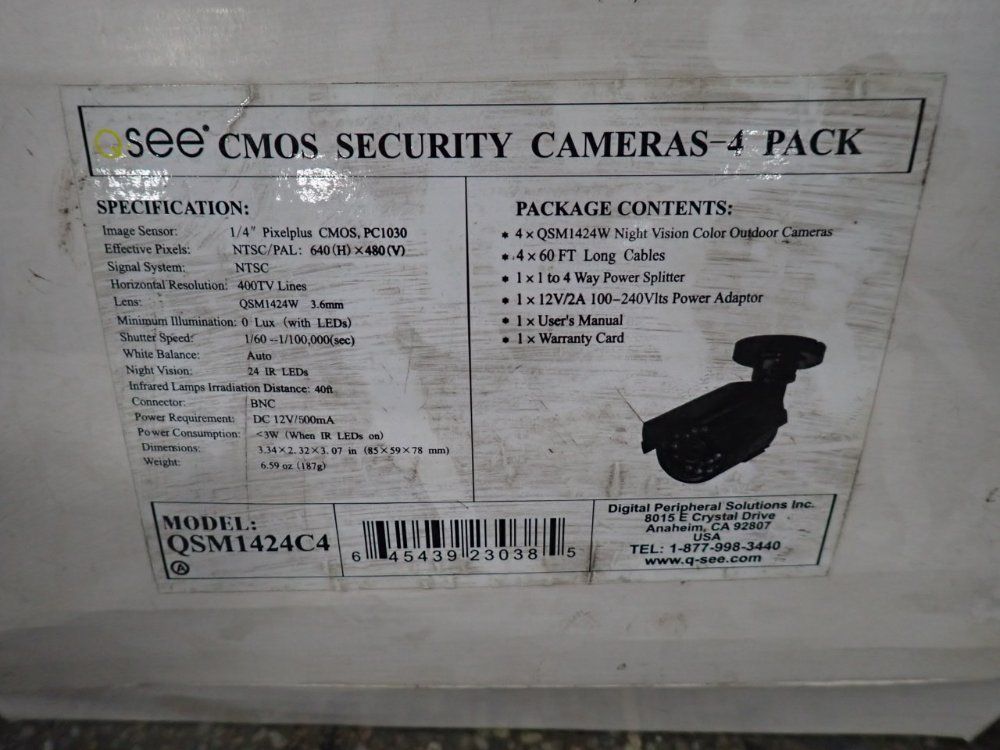 Qsee® CMOS SECURITY CAMERAS-4 PACK
SPECIFICATION:
Image Sensor: 1/4" Pixelplus CMOS, PC1030
Effective Pixels: NTSC/PAL: 640(H)×480(V)
Signal System: NTSC
Horizontal Resolution: 400TV Lines
Lens: QSM1424W 3.6mm
Minimum Illumination: 0 Lux (with LEDs)
Shutter Speed: 1/60--1/100,000(sec)
White Balance: Auto
Night Vision: 24 IR LEDs
Infrared Lamps Irradiation Distance: 40ft
Connector: BNC
Power Requirement: DC 12V/500mA
Power Consumption: <3W (When IR LEDs on)
Dimensions: 3.34×2.32×3.07 in (85×59×78 mm)
Weight: 6.59 oz (187g)
PACKAGE CONTENTS:
* 4×QSM1424W Night Vision Color Outdoor Cameras
* 4×60 FT Long Cables
* 1×1 to 4 Way Power Splitter
* 1×12V/2A 100-240Vlts Power Adaptor
* 1×User's Manual
* 1×Warranty Card
MODEL:
QSM1424C4
A
6 45439 23038 5
Digital Peripheral Solutions Inc.
8015 E Crystal Drive
Anaheim, CA 92807
USA
TEL: 1-877-998-3440
www.q-see.com